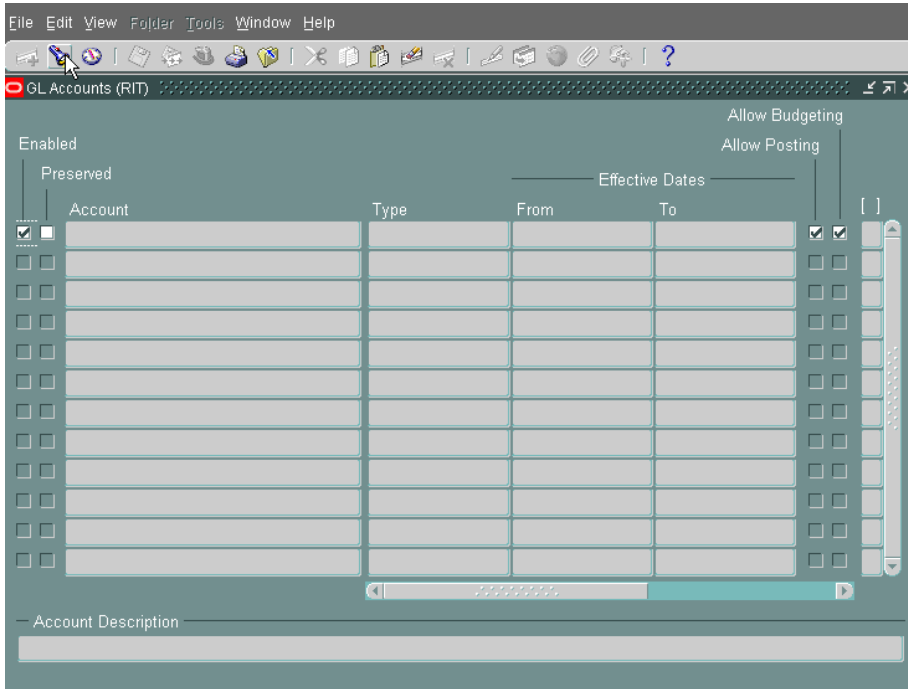 File Edit View Folder Tools Window Help
GL Accounts (RIT)
Allow Budgeting
Enabled
Allow Posting
Preserved
Effective Dates
Account Type From To [ ]
Account Description